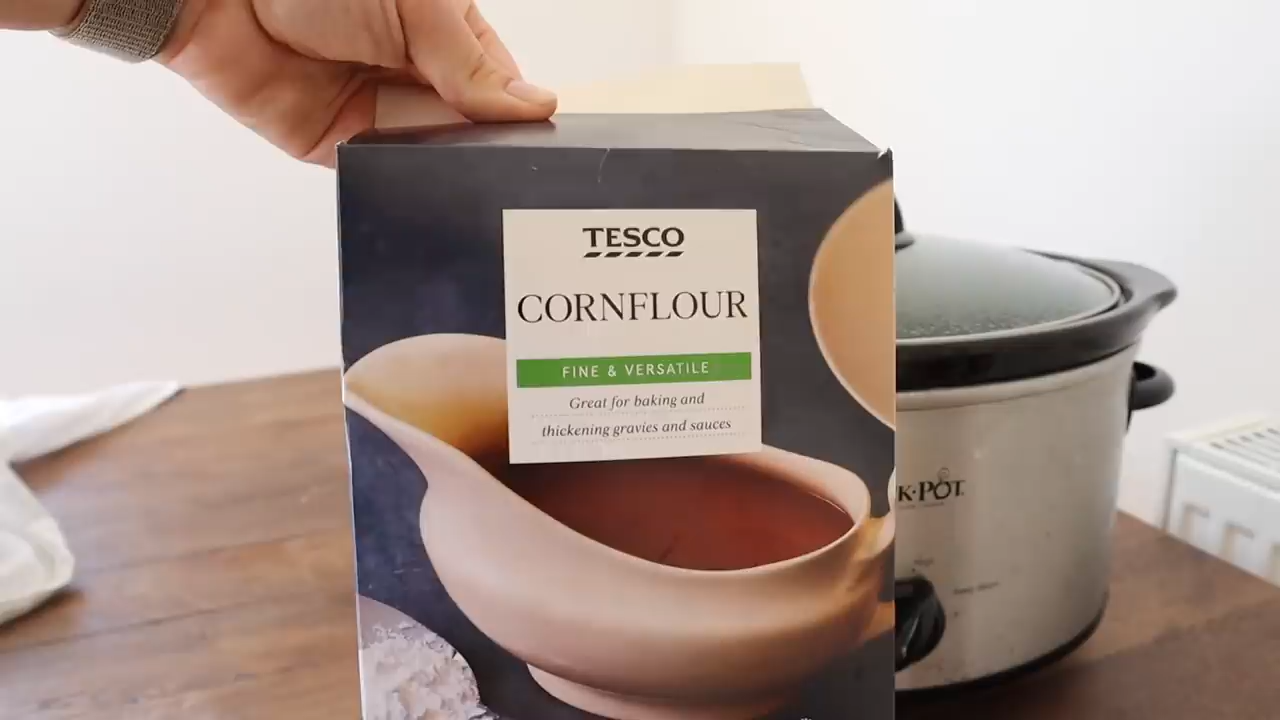 TESCO
CORNFLOUR
FINE & VERSATILE
Great for baking and
thickening gravies and sauces
K·POT